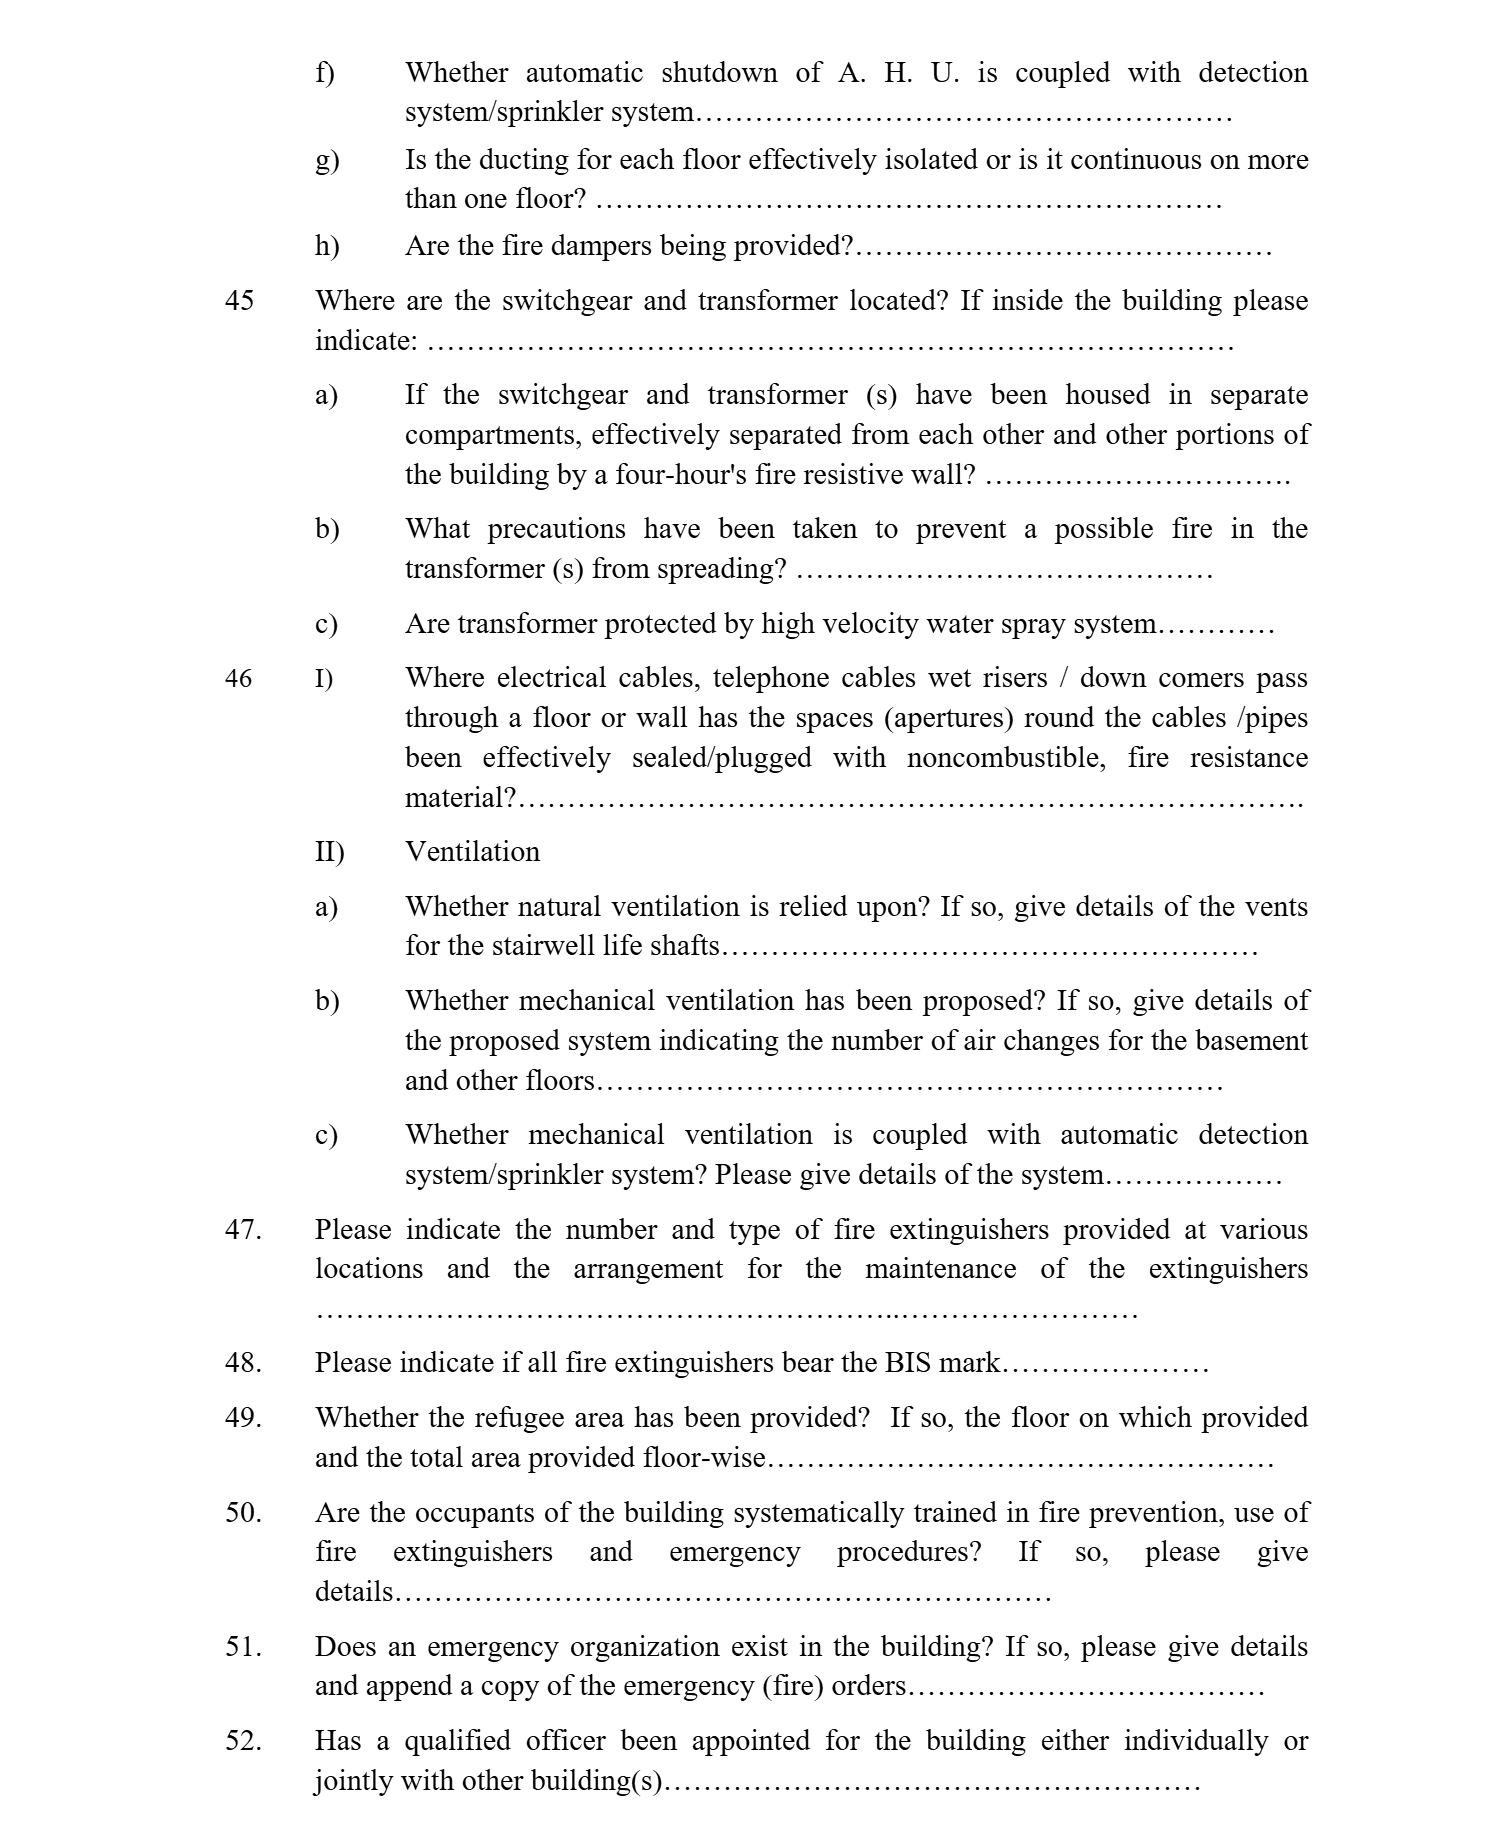 f) Whether automatic shutdown of A. H. U. is coupled with detection
system/sprinkler system………………………………………………
g) Is the ducting for each floor effectively isolated or is it continuous on more
than one floor? ………………………………………………………
h) Are the fire dampers being provided?……………………………………
45 Where are the switchgear and transformer located? If inside the building please
indicate: ………………………………………………………………………
a) If the switchgear and transformer (s) have been housed in separate
compartments, effectively separated from each other and other portions of
the building by a four-hour's fire resistive wall? ………………………….
b) What precautions have been taken to prevent a possible fire in the
transformer (s) from spreading? ……………………………………
c) Are transformer protected by high velocity water spray system…………
46 I) Where electrical cables, telephone cables wet risers / down comers pass
through a floor or wall has the spaces (apertures) round the cables /pipes
been effectively sealed/plugged with noncombustible, fire resistance
material?…………………………………………………………………….
II) Ventilation
a) Whether natural ventilation is relied upon? If so, give details of the vents
for the stairwell life shafts………………………………………………
b) Whether mechanical ventilation has been proposed? If so, give details of
the proposed system indicating the number of air changes for the basement
and other floors………………………………………………………
c) Whether mechanical ventilation is coupled with automatic detection
system/sprinkler system? Please give details of the system………………
47. Please indicate the number and type of fire extinguishers provided at various
locations and the arrangement for the maintenance of the extinguishers
…………………………………………………..……………………
48. Please indicate if all fire extinguishers bear the BIS mark…………………
49. Whether the refugee area has been provided? If so, the floor on which provided
and the total area provided floor-wise……………………………………………
50. Are the occupants of the building systematically trained in fire prevention, use of
fire extinguishers and emergency procedures? If so, please give
details…………………………………………………………
51. Does an emergency organization exist in the building? If so, please give details
and append a copy of the emergency (fire) orders………………………………
52. Has a qualified officer been appointed for the building either individually or
jointly with other building(s)………………………………………………